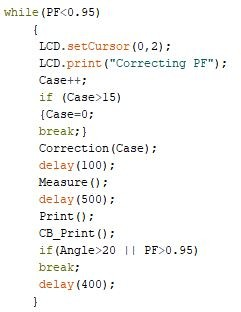 while(PF<0.95)
{
LCD.setCursor(0,2);
LCD.print("Correcting PF");
Case++;
if (Case>15)
{Case=0;
break;}
Correction(Case);
delay(100);
Measure();
delay(500);
Print();
CB_Print();
if(Angle>20 || PF>0.95)
break;
delay(400);
}